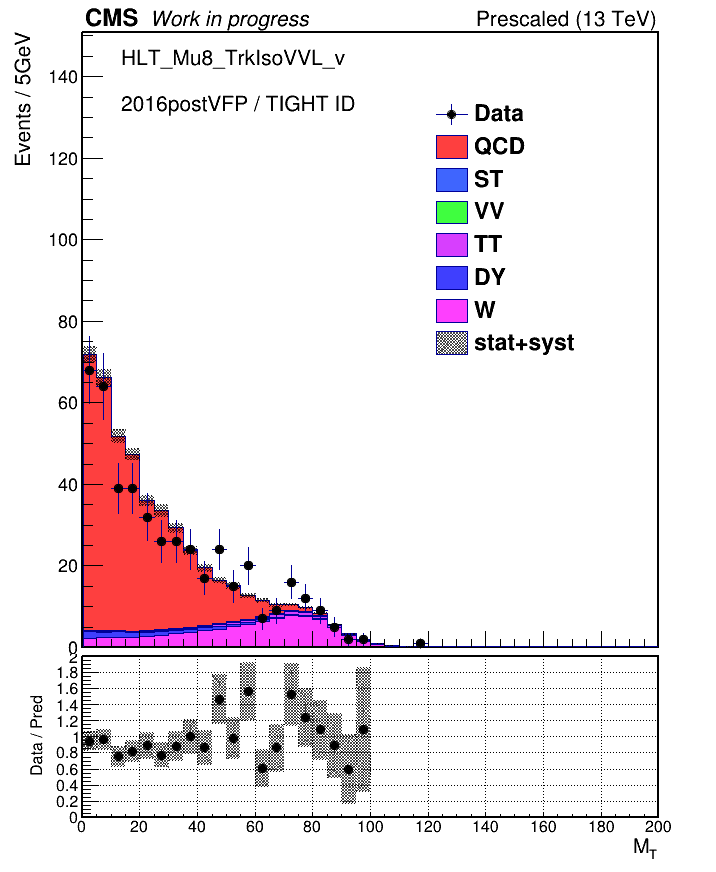 CMS Work in progress Prescaled (13 TeV)
Events / 5GeV
HLT_Mu8_TrkIsoVVL_v
2016postVFP / TIGHT ID
Data
QCD
ST
VV
TT
DY
W
stat+syst
140
120
100
80
60
40
20
0
Data / Pred
2
1.8
1.6
1.4
1.2
1
0.8
0.6
0.4
0.2
0
0 20 40 60 80 100 120 140 160 180 200
M_T